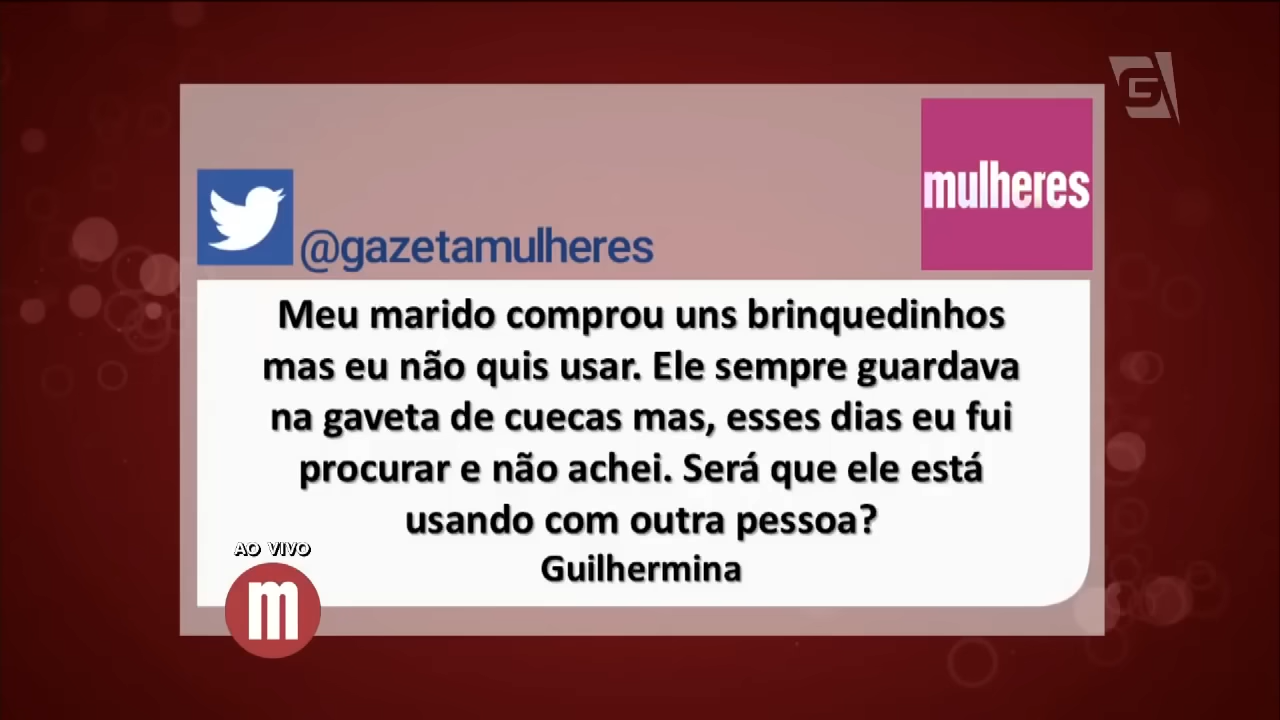 G
mulheres
@gazetamulheres
Meu marido comprou uns brinquedinhos
mas eu não quis usar. Ele sempre guardava
na gaveta de cuecas mas, esses dias eu fui
procurar e não achei. Será que ele está
usando com outra pessoa?
Guilhermina
AO VIVO
m